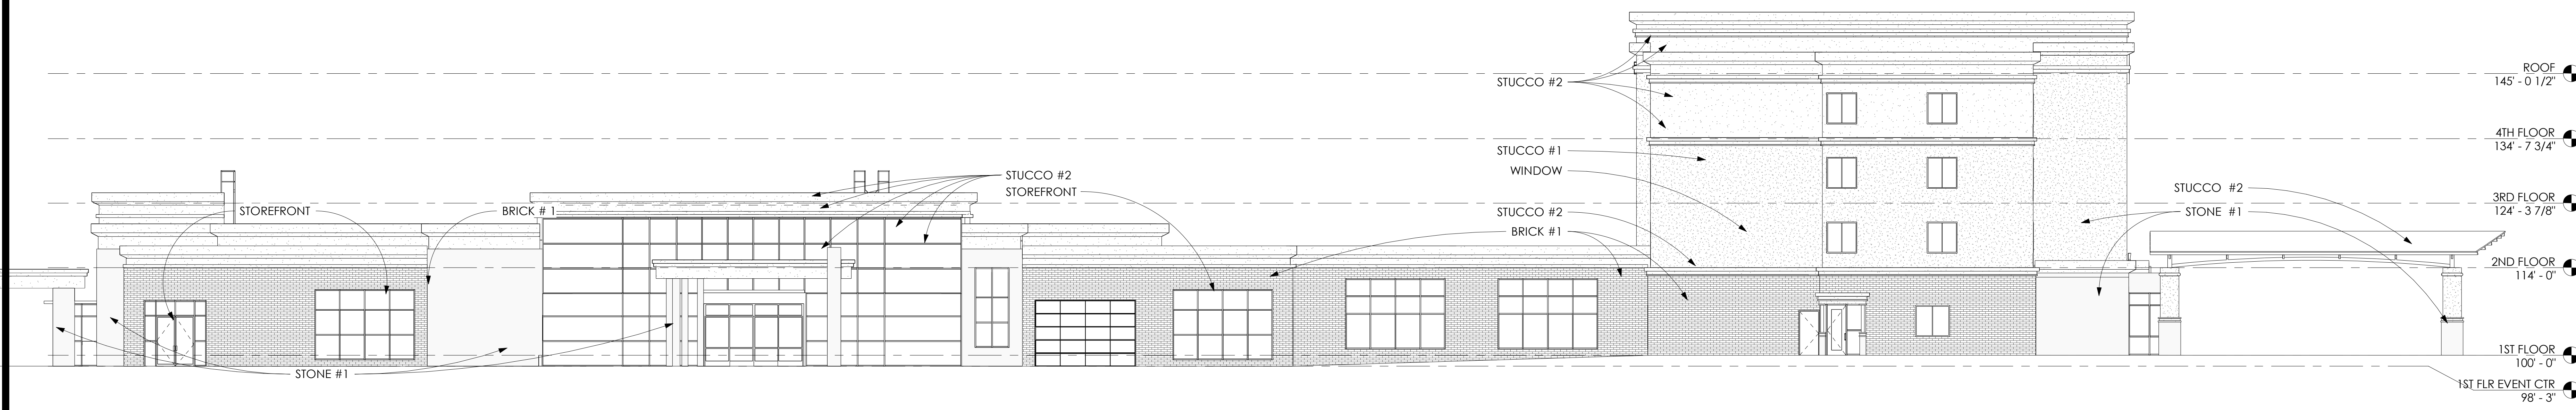 STOREFRONT
BRICK # 1
STONE #1
STUCCO #2
STOREFRONT
STUCCO #2
STUCCO #1
WINDOW
STUCCO #2
BRICK #1
STUCCO  #2
STONE  #1
ROOF
145' - 0 1/2"
4TH FLOOR
134' - 7 3/4"
3RD FLOOR
124' - 3 7/8"
2ND FLOOR
114' - 0"
1ST FLOOR
100' - 0"
1ST FLR EVENT CTR
98' - 3"